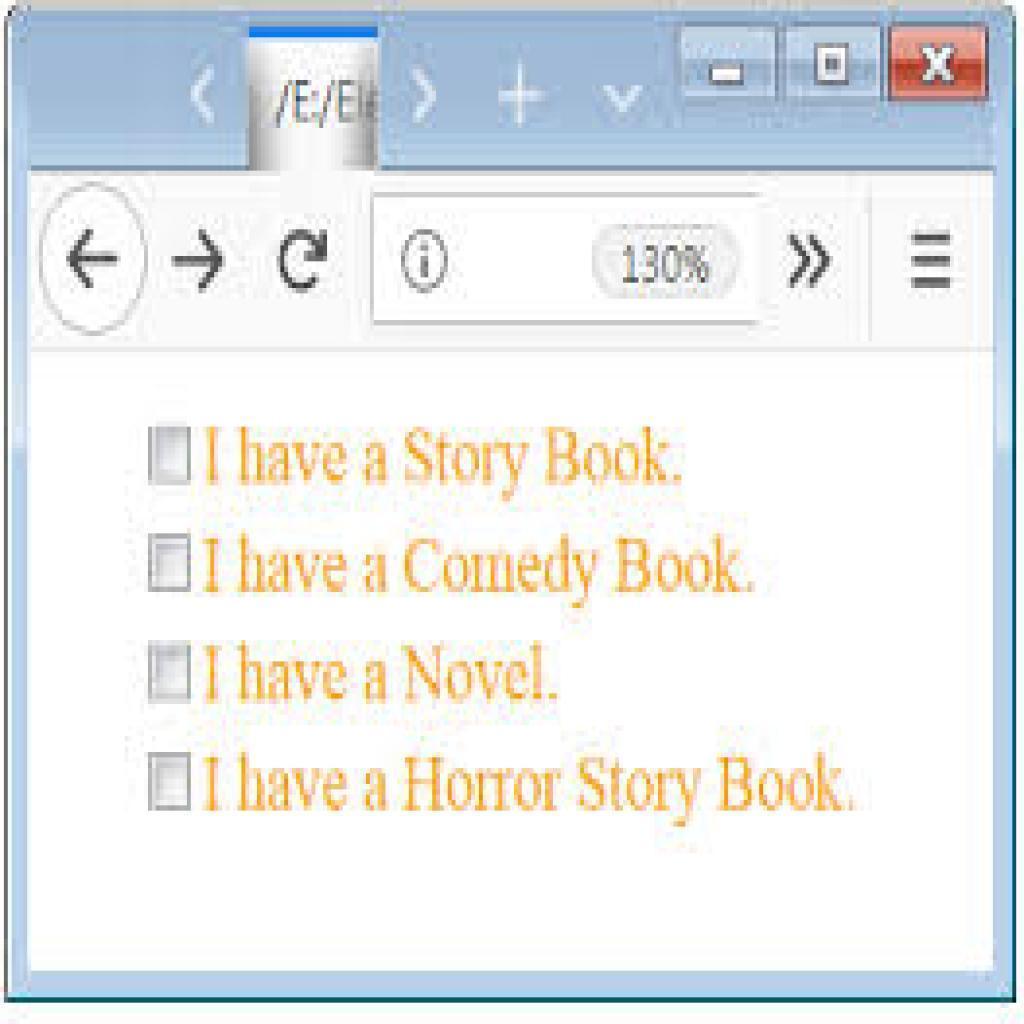 130%
I have a Story Book.
I have a Comedy Book.
I have a Novel.
I have a Horror Story Book.